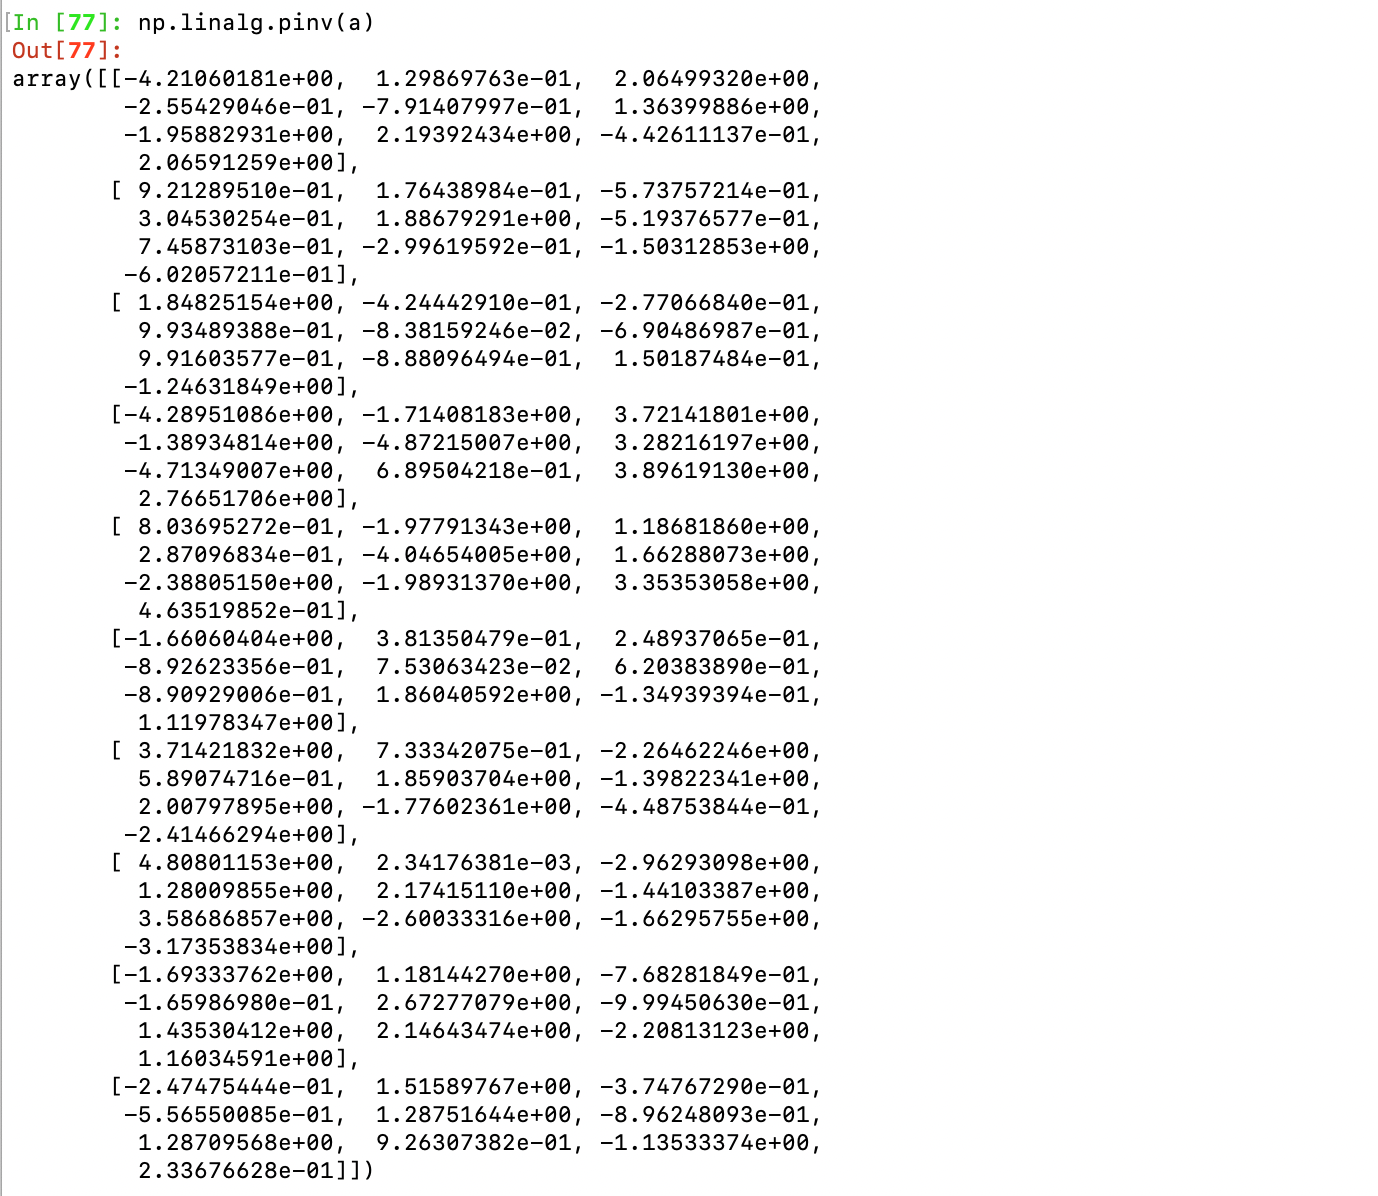 [In [77]: np.linalg.pinv(a)
Out[77]:
array([[-4.21060181e+00,  1.29869763e-01,  2.06499320e+00,
        -2.55429046e-01, -7.91407997e-01,  1.36399886e+00,
        -1.95882931e+00,  2.19392434e+00, -4.42611137e-01,
         2.06591259e+00],
       [ 9.21289510e-01,  1.76438984e-01, -5.73757214e-01,
         3.04530254e-01,  1.88679291e+00, -5.19376577e-01,
         7.45873103e-01, -2.99619592e-01, -1.50312853e+00,
        -6.02057211e-01],
       [ 1.84825154e+00, -4.24442910e-01, -2.77066840e-01,
         9.93489388e-01, -8.38159246e-02, -6.90486987e-01,
         9.91603577e-01, -8.88096494e-01,  1.50187484e-01,
        -1.24631849e+00],
       [-4.28951086e+00, -1.71408183e+00,  3.72141801e+00,
        -1.38934814e+00, -4.87215007e+00,  3.28216197e+00,
        -4.71349007e+00,  6.89504218e-01,  3.89619130e+00,
         2.76651706e+00],
       [ 8.03695272e-01, -1.97791343e+00,  1.18681860e+00,
         2.87096834e-01, -4.04654005e+00,  1.66288073e+00,
        -2.38805150e+00, -1.98931370e+00,  3.35353058e+00,
         4.63519852e-01],
       [-1.66060404e+00,  3.81350479e-01,  2.48937065e-01,
        -8.92623356e-01,  7.53063423e-02,  6.20383890e-01,
        -8.90929006e-01,  1.86040592e+00, -1.34939394e-01,
         1.11978347e+00],
       [ 3.71421832e+00,  7.33342075e-01, -2.26462246e+00,
         5.89074716e-01,  1.85903704e+00, -1.39822341e+00,
         2.00797895e+00, -1.77602361e+00, -4.48753844e-01,
        -2.41466294e+00],
       [ 4.80801153e+00,  2.34176381e-03, -2.96293098e+00,
         1.28009855e+00,  2.17415110e+00, -1.44103387e+00,
         3.58686857e+00, -2.60033316e+00, -1.66295755e+00,
        -3.17353834e+00],
       [-1.69333762e+00,  1.18144270e+00, -7.68281849e-01,
        -1.65986980e-01,  2.67277079e+00, -9.99450630e-01,
         1.43530412e+00,  2.14643474e+00, -2.20813123e+00,
         1.16034591e+00],
       [-2.47475444e-01,  1.51589767e+00, -3.74767290e-01,
        -5.56550085e-01,  1.28751644e+00, -8.96248093e-01,
         1.28709568e+00,  9.26307382e-01, -1.13533374e+00,
         2.33676628e-01]])